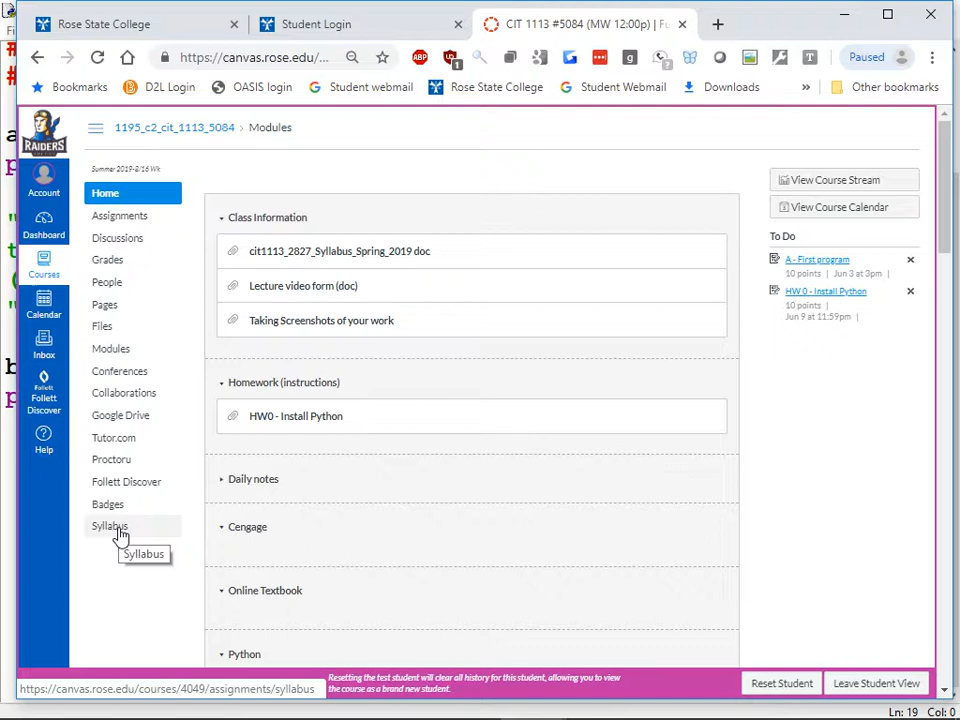 Rose State College
Student Login
CIT 1113 #5084 (MW 12:00p) | Fu
https://canvas.rose.edu/...
ABP
1
g
T
Paused
Bookmarks
D2L Login
OASIS login
Student webmail
Rose State College
Student Webmail
Downloads
»
Other bookmarks
RAIDERS
1195_c2_cit_1113_5084 › Modules
Account
Dashboard
Courses
Calendar
Inbox
Follett
Follett
Discover
Help
Summer 2019-8/16 Wk
Home
Assignments
Discussions
Grades
People
Pages
Files
Modules
Conferences
Collaborations
Google Drive
Tutor.com
Proctoru
Follett Discover
Badges
Syllabus
Syllabus
Class Information
cit1113_2827_Syllabus_Spring_2019 doc
Lecture video form (doc)
Taking Screenshots of your work
Homework (instructions)
HW0 - Install Python
Daily notes
Cengage
Online Textbook
Python
View Course Stream
View Course Calendar
To Do
A - First program
10 points | Jun 3 at 3pm |
HW 0 - Install Python
10 points |
Jun 9 at 11:59pm |
Resetting the test student will clear all history for this student, allowing you to
view the course as a brand new student.
Reset Student
Leave Student View
https://canvas.rose.edu/courses/4049/assignments/syllabus
Ln: 19 Col: 0